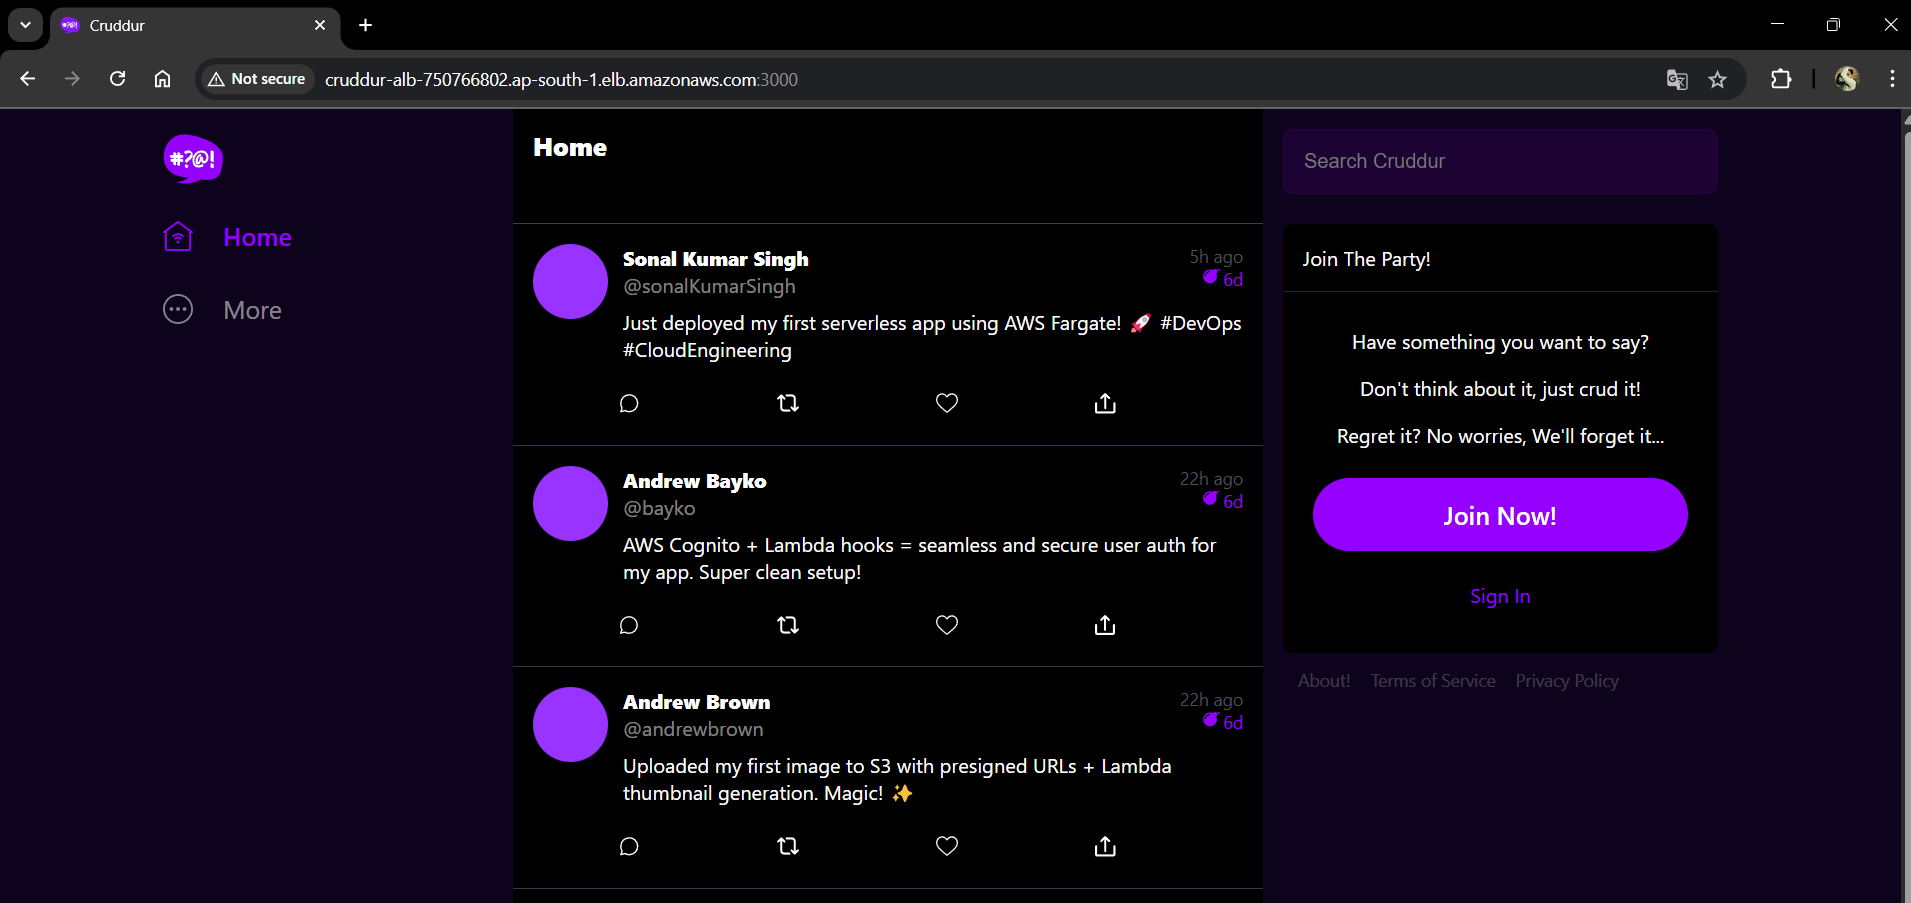 Cruddur
Not secure
cruddur-alb-750766802.ap-south-1.elb.amazonaws.com:3000
#?@!
Home
More
Home
Sonal Kumar Singh
5h ago
@sonalKumarSingh
6d
Just deployed my first serverless app using AWS Fargate! 🚀 #DevOps
#CloudEngineering
Andrew Bayko
22h ago
@bayko
6d
AWS Cognito + Lambda hooks = seamless and secure user auth for
my app. Super clean setup!
Andrew Brown
22h ago
@andrewbrown
6d
Uploaded my first image to S3 with presigned URLs + Lambda
thumbnail generation. Magic! ✨
Search Cruddur
Join The Party!
Have something you want to say?
Don't think about it, just crud it!
Regret it? No worries, We'll forget it...
Join Now!
Sign In
About! Terms of Service Privacy Policy